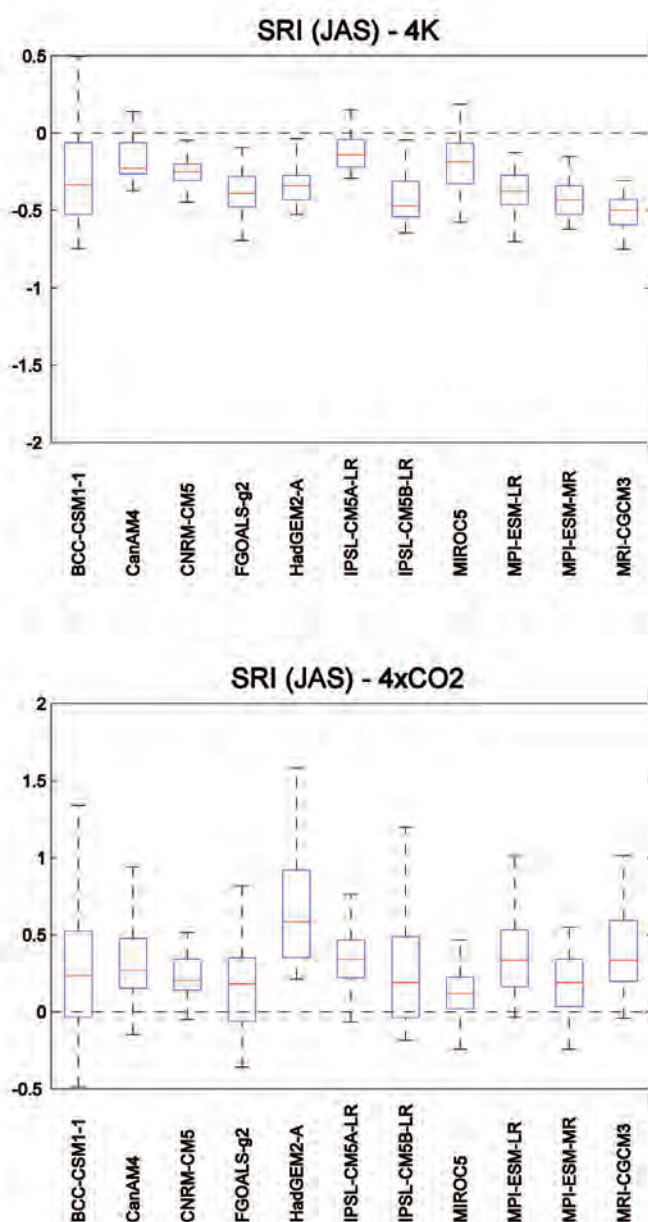 SRI (JAS) - 4K
0.5
0
-0.5
-1
-1.5
-2
BCC-CSM1-1
CanAM4
CNRM-CM5
FGOALS-g2
HadGEM2-A
IPSL-CM5A-LR
IPSL-CM5B-LR
MIROC5
MPI-ESM-LR
MPI-ESM-MR
MRI-CGCM3
SRI (JAS) - 4xCO2
2
1.5
1
0.5
0
-0.5
BCC-CSM1-1
CanAM4
CNRM-CM5
FGOALS-g2
HadGEM2-A
IPSL-CM5A-LR
IPSL-CM5B-LR
MIROC5
MPI-ESM-LR
MPI-ESM-MR
MRI-CGCM3